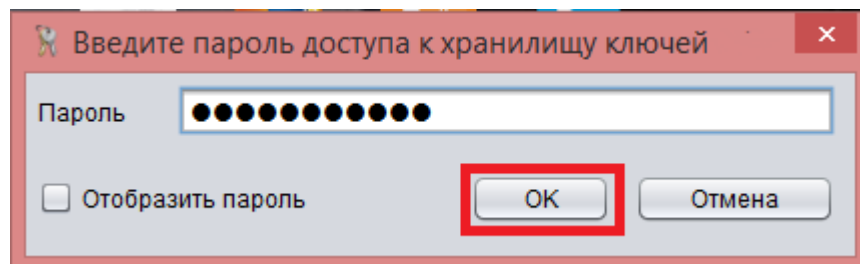 Введите пароль доступа к хранилищу ключей
Пароль ●●●●●●●●●●●
Отобразить пароль OK Отмена